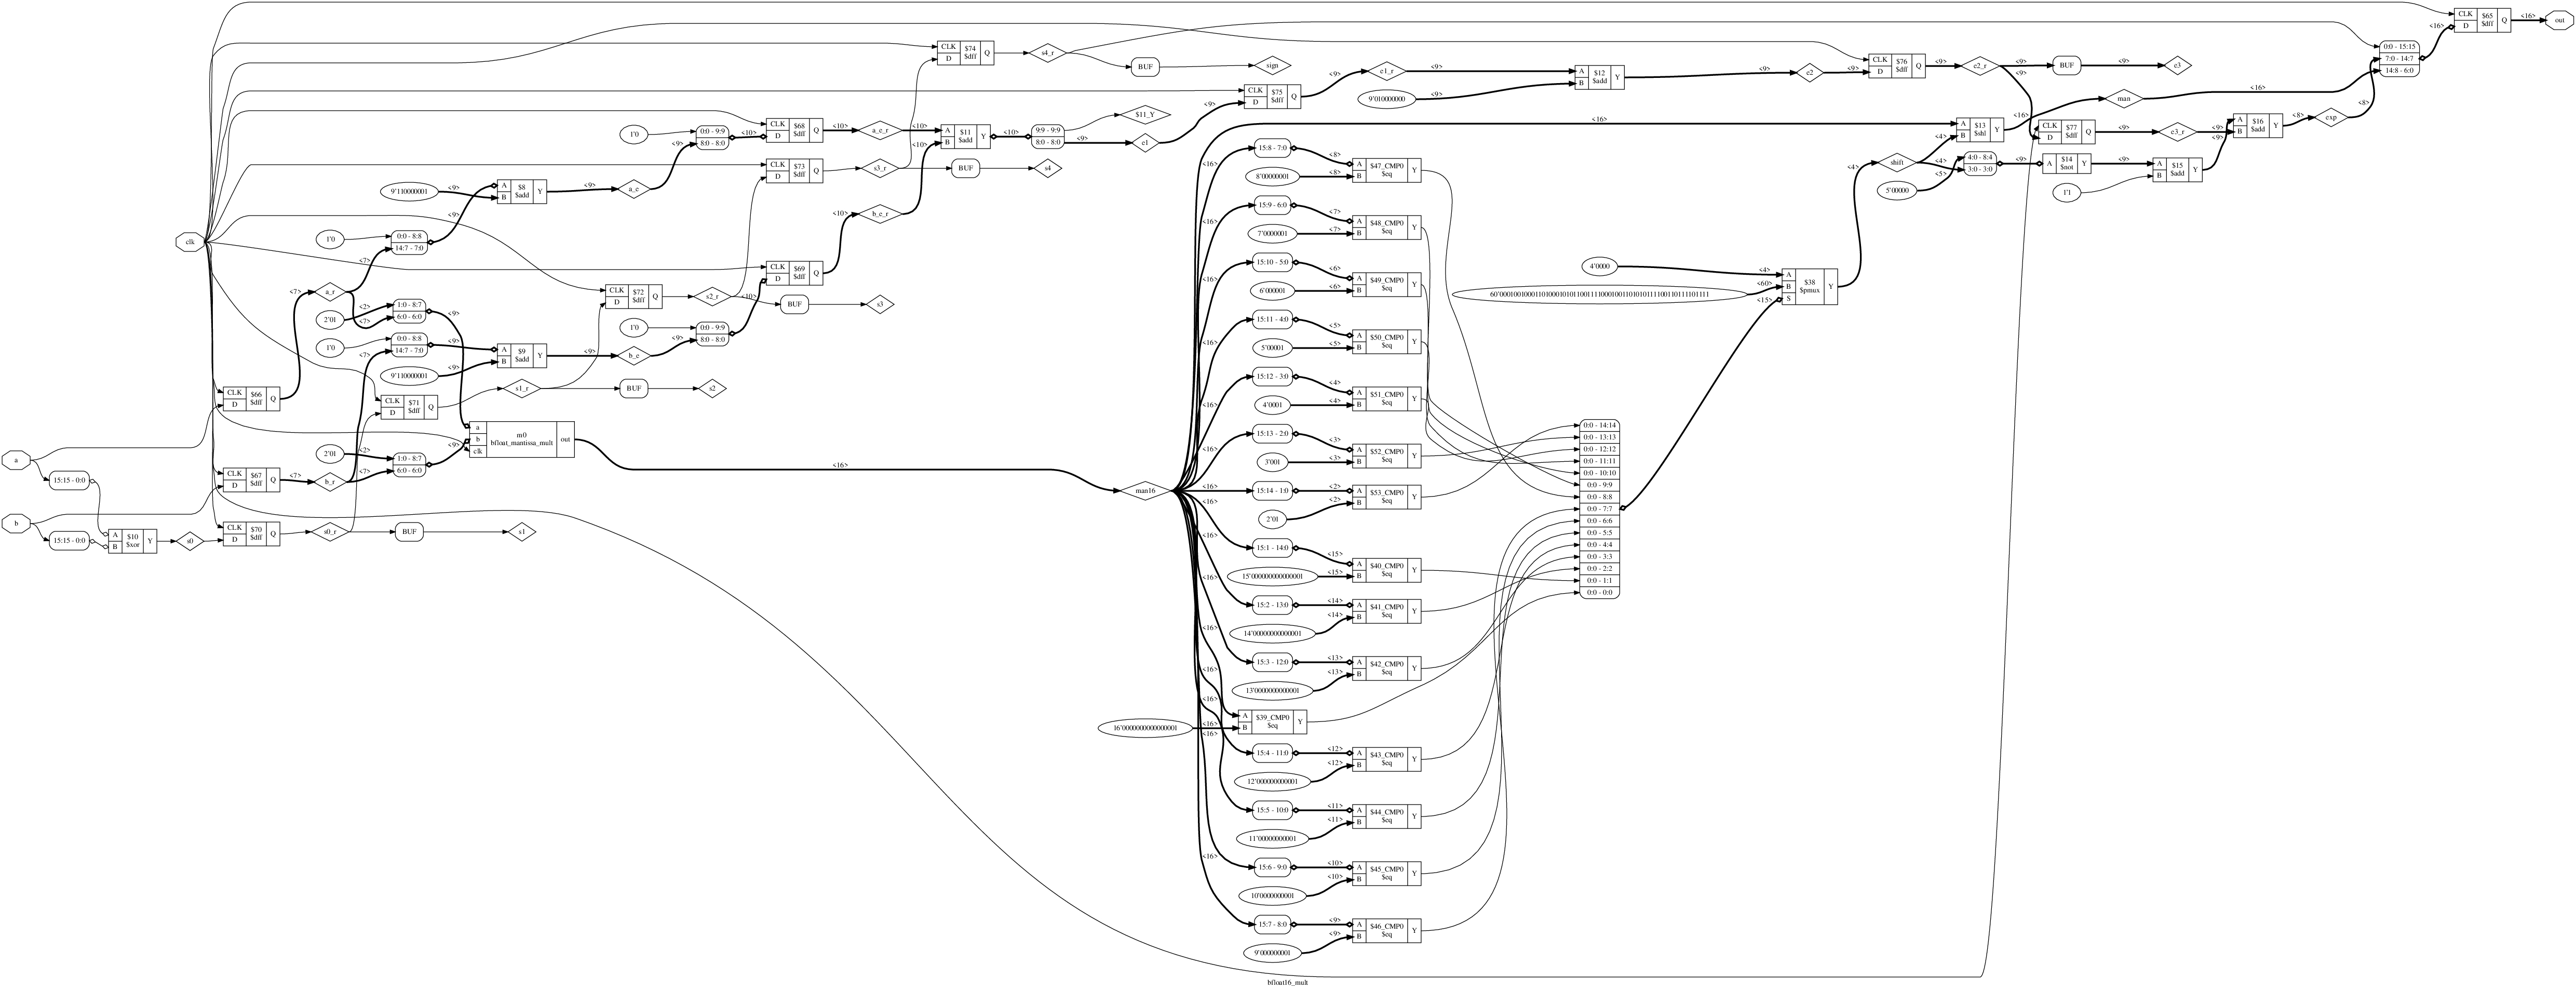 a
b
15:15 - 0:0
15:15 - 0:0
A
B
$10
$xor
Y
s0
clk
CLK
D
$66
$dff
Q
<7>
a_r
CLK
D
$67
$dff
Q
<7>
b_r
CLK
D
$70
$dff
Q
s0_r
BUF
s1
1'0
0:0 - 8:8
14:7 - 7:0
<7>
2'01
<2>
<7>
1:0 - 8:7
6:0 - 6:0
1'0
0:0 - 8:8
14:7 - 7:0
<7>
2'01
<2>
<7>
1:0 - 8:7
6:0 - 6:0
9'110000001
<9>
<9>
A
B
$8
$add
Y
<9>
a_e
9'110000001
<9>
<9>
A
B
$9
$add
Y
<9>
b_e
CLK
D
$71
$dff
Q
s1_r
BUF
s2
<9>
<9>
a
b
clk
m0
bfloat_mantissa_mult
out
<16>
man16
CLK
D
$72
$dff
Q
s2_r
BUF
s3
1'0
<9>
0:0 - 9:9
8:0 - 8:0
<10>
CLK
D
$68
$dff
Q
<10>
a_e_r
1'0
<9>
0:0 - 9:9
8:0 - 8:0
<10>
CLK
D
$69
$dff
Q
<10>
b_e_r
CLK
D
$73
$dff
Q
s3_r
BUF
s4
CLK
D
$74
$dff
Q
s4_r
BUF
sign
<10>
<10>
A
B
$11
$add
Y
<10>
9:9 - 9:9
8:0 - 8:0
$11_Y
<9>
e1
<9>
CLK
D
$75
$dff
Q
<9>
e1_r
<9>
9'010000000
<9>
A
B
$12
$add
Y
<9>
e2
<9>
CLK
D
$76
$dff
Q
<9>
e2_r
<9>
<9>
BUF
<9>
e3
<16>
15:8 - 7:0
<8>
8'00000001
<8>
A
B
$47_CMP0
$eq
Y
<16>
15:9 - 6:0
<7>
7'0000001
<7>
A
B
$48_CMP0
$eq
Y
<16>
15:10 - 5:0
<6>
6'000001
<6>
A
B
$49_CMP0
$eq
Y
<16>
15:11 - 4:0
<5>
5'00001
<5>
A
B
$50_CMP0
$eq
Y
<16>
15:12 - 3:0
<4>
4'0001
<4>
A
B
$51_CMP0
$eq
Y
<16>
15:13 - 2:0
<3>
3'001
<3>
A
B
$52_CMP0
$eq
Y
<16>
15:14 - 1:0
<2>
2'01
<2>
A
B
$53_CMP0
$eq
Y
<16>
15:1 - 14:0
<15>
15'000000000000001
<15>
A
B
$40_CMP0
$eq
Y
<16>
15:2 - 13:0
<14>
14'00000000000001
<14>
A
B
$41_CMP0
$eq
Y
<16>
15:3 - 12:0
<13>
13'0000000000001
<13>
A
B
$42_CMP0
$eq
Y
<16>
16'0000000000000001
<16>
A
B
$39_CMP0
$eq
Y
<16>
15:4 - 11:0
<12>
12'000000000001
<12>
A
B
$43_CMP0
$eq
Y
<16>
15:5 - 10:0
<11>
11'00000000001
<11>
A
B
$44_CMP0
$eq
Y
<16>
15:6 - 9:0
<10>
10'0000000001
<10>
A
B
$45_CMP0
$eq
Y
<16>
15:7 - 8:0
<9>
9'000000001
<9>
A
B
$46_CMP0
$eq
Y
0:0 - 14:14
0:0 - 13:13
0:0 - 12:12
0:0 - 11:11
0:0 - 10:10
0:0 - 9:9
0:0 - 8:8
0:0 - 7:7
0:0 - 6:6
0:0 - 5:5
0:0 - 4:4
0:0 - 3:3
0:0 - 2:2
0:0 - 1:1
0:0 - 0:0
4'0000
<4>
<60>
<15>
A
B
S
$38
$pmux
Y
<4>
shift
<16>
<4>
A
B
$13
$shl
Y
<16>
man
<16>
<4>
5'00000
<5>
4:0 - 8:4
3:0 - 3:0
<9>
A
$14
$not
Y
<9>
1'1
A
B
$15
$add
Y
<9>
CLK
D
$77
$dff
Q
<9>
e3_r
<9>
A
B
$16
$add
Y
<8>
exp
<8>
0:0 - 15:15
7:0 - 14:7
14:8 - 6:0
<16>
CLK
D
$65
$dff
Q
<16>
out
bfloat16_mult